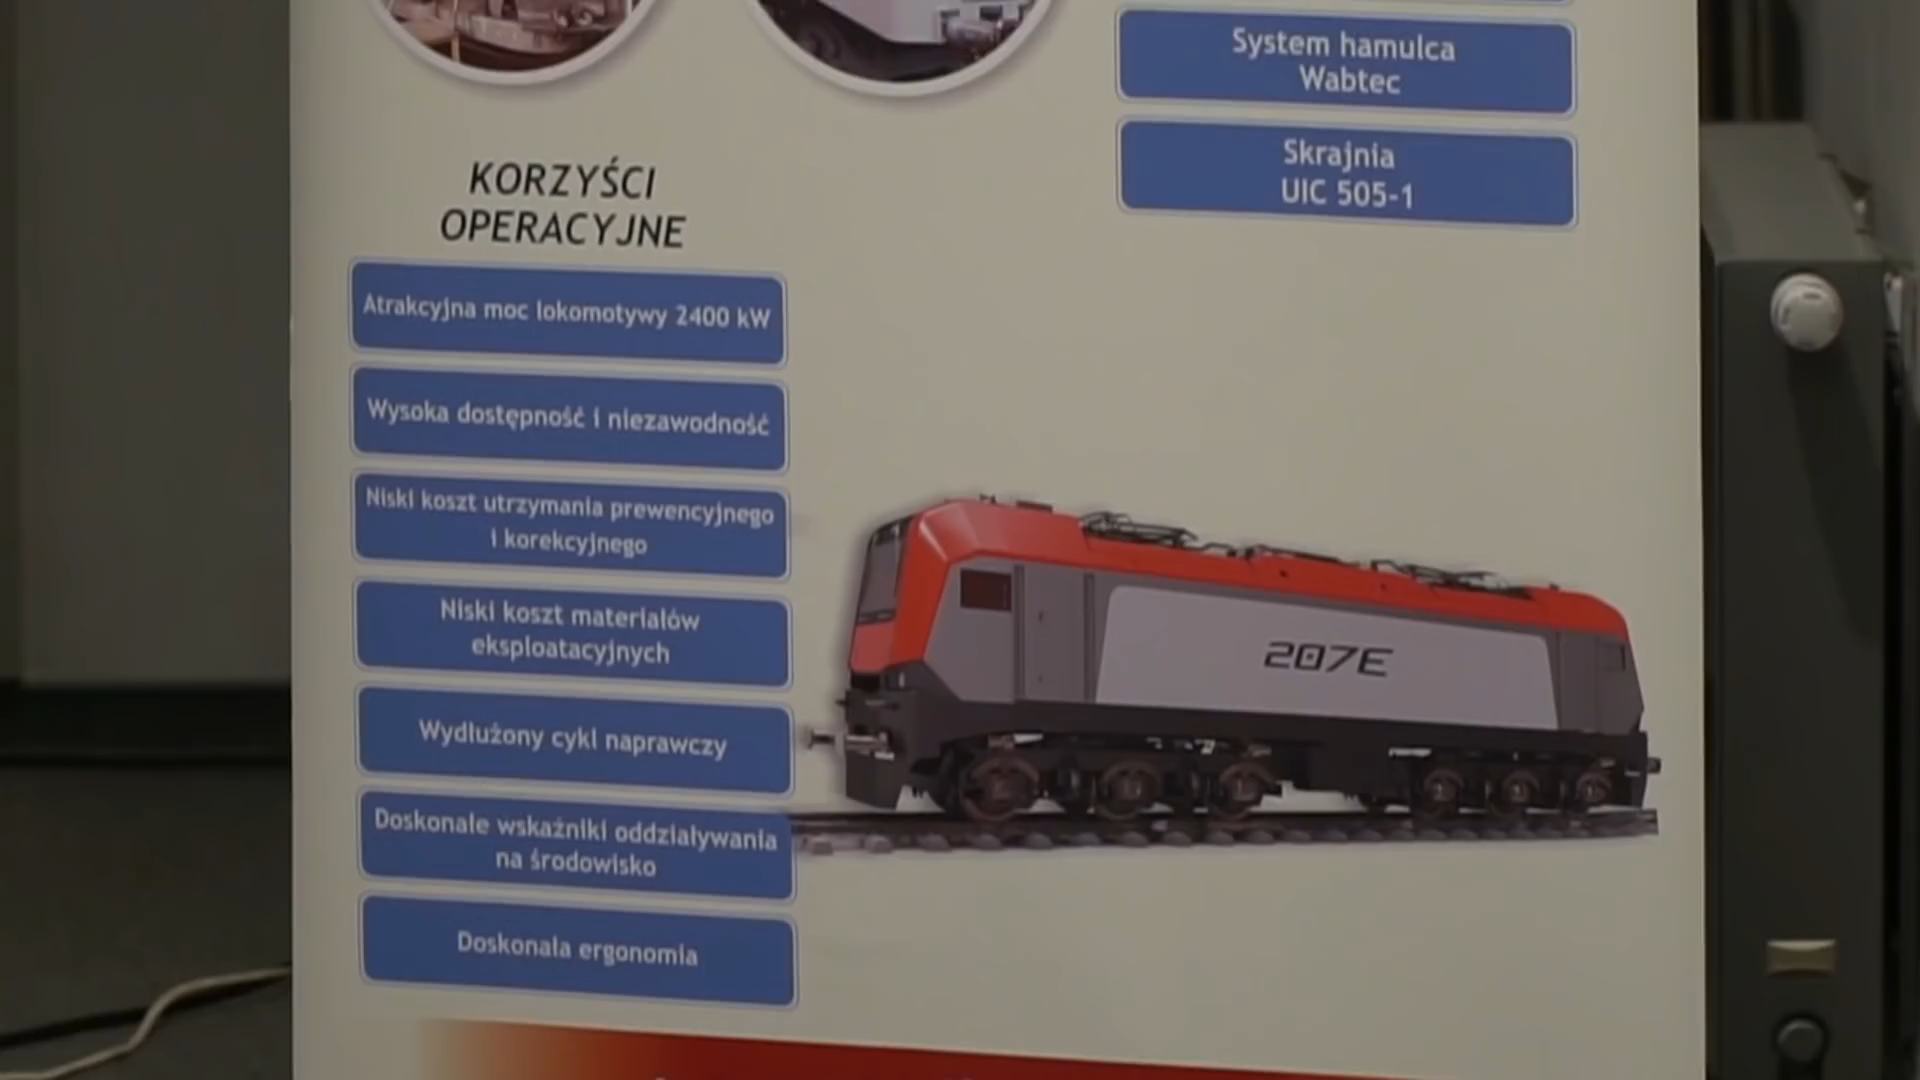 System hamulca
Wabtec
Skrajnia
UIC 505-1
KORZYŚCI
OPERACYJNE
Atrakcyjna moc lokomotywy 2400 kW
Wysoka dostępność i niezawodność
Niski koszt utrzymania prewencyjnego
i korekcyjnego
Niski koszt materiałów
eksploatacyjnych
Wydłużony cykl naprawczy
Doskonałe wskaźniki oddziaływania
na środowisko
Doskonała ergonomia
207E